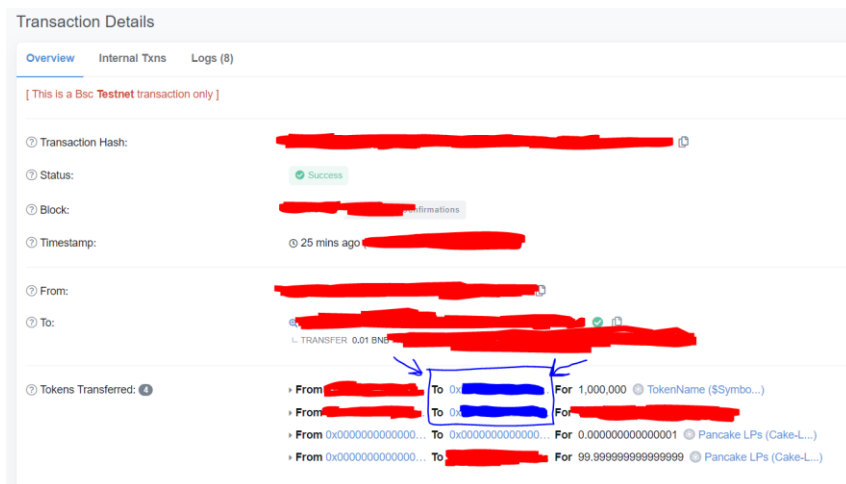 Transaction Details
Overview Internal Txns Logs (8)
[ This is a Bsc Testnet transaction only ]
Transaction Hash:
Status: Success
Block:
Timestamp: 25 mins ago
From:
To:
TRANSFER 0.01 BNB
Tokens Transferred: 4 From To 0x For 1,000,000 TokenName ($Symbo...)
From To 0x For
From 0x0000000000000... To 0x0000000000000... For 0.000000000000001 Pancake LPs (Cake-L...)
From 0x0000000000000... To For 99.999999999999999 Pancake LPs (Cake-L...)